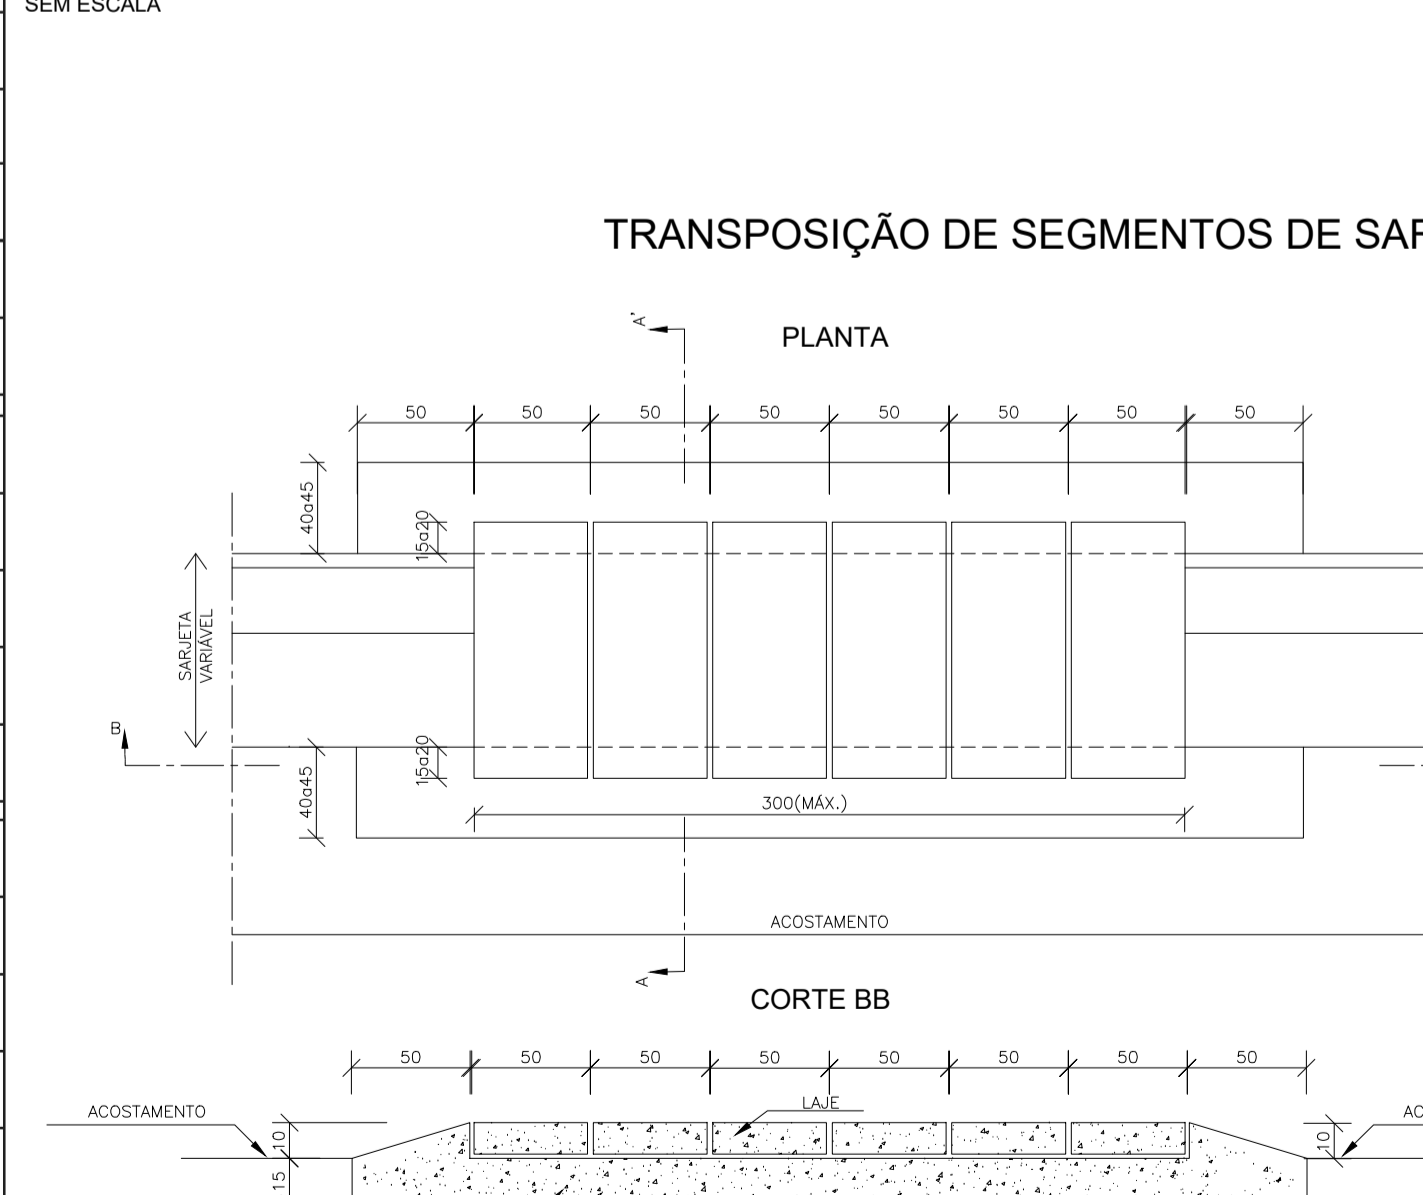 SEM ESCALA
TRANSPOSIÇÃO DE SEGMENTOS DE
A'
PLANTA
50 50 50 50 50 50 50 50
40a45
15a20
SARJETA
VARIÁVEL
B
15a20
40a45
300(MÁX.)
ACOSTAMENTO
A
CORTE BB
50 50 50 50 50 50 50 50
LAJE
ACOSTAMENTO
10
10
15